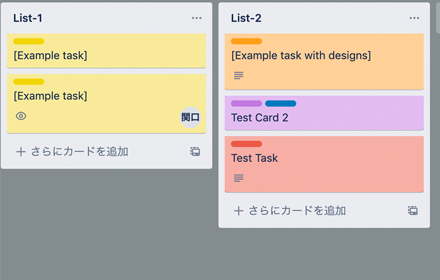 List-1
[Example task]
[Example task]
関口
+ さらにカードを追加
List-2
[Example task with designs]
Test Card 2
Test Task
+ さらにカードを追加